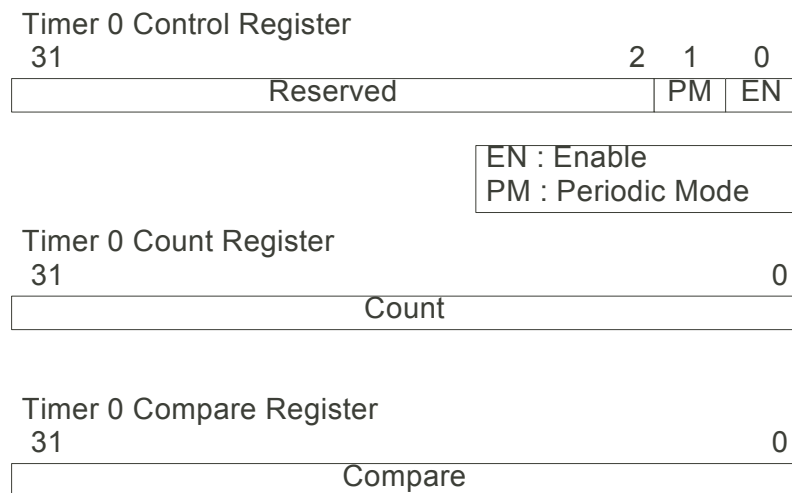 Timer 0 Control Register
31 2 1 0
Reserved PM EN
EN : Enable
PM : Periodic Mode
Timer 0 Count Register
31 0
Count
Timer 0 Compare Register
31 0
Compare